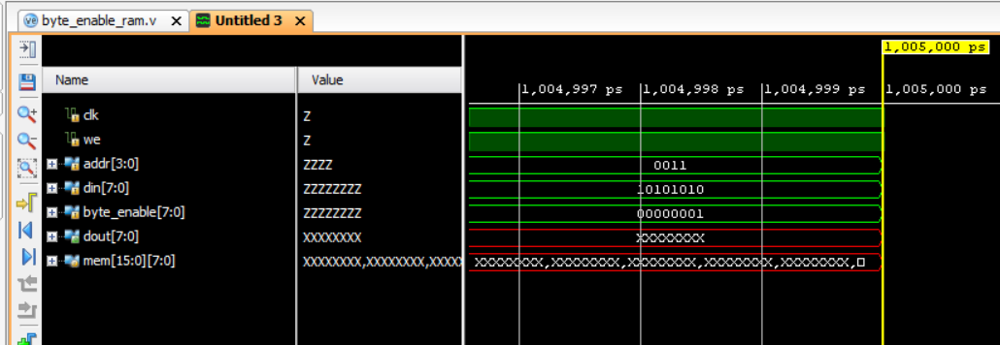 byte_enable_ram.v
Untitled 3
1,005,000 ps
Name Value
1,004,997 ps 1,004,998 ps 1,004,999 ps 1,005,000 ps
clk Z
we Z
addr[3:0] ZZZZ 0011
din[7:0] ZZZZZZZZ 10101010
byte_enable[7:0] ZZZZZZZZ 00000001
dout[7:0] XXXXXXXX XXXXXXXX
mem[15:0][7:0] XXXXXXXX,XXXXXXXX,XXXXX XXXXXXXX,XXXXXXXX,XXXXXXXX,XXXXXXXX,XXXXXXXX,